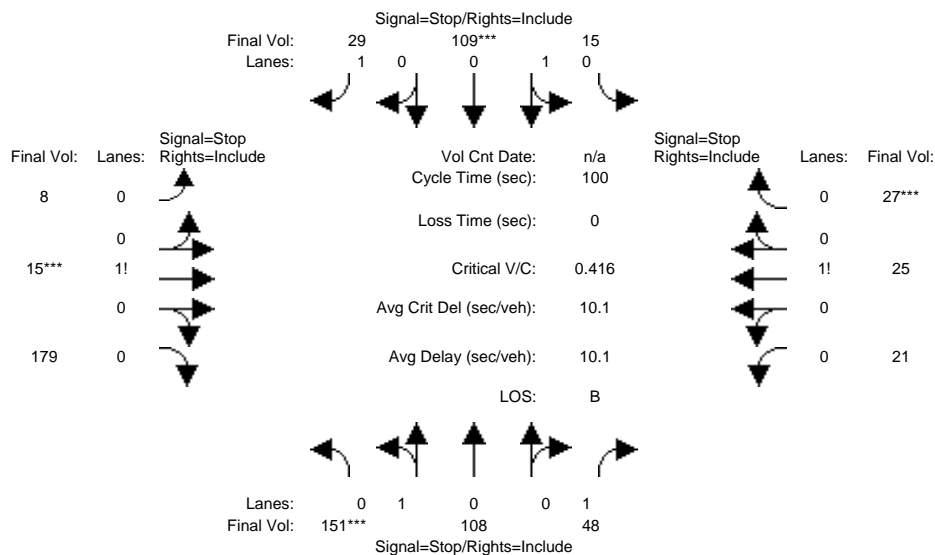 Signal=Stop/Rights=Include
Final Vol: 29 109*** 15
Lanes: 1 0 0 1 0
Signal=Stop
Final Vol: Lanes: Rights=Include
Vol Cnt Date: n/a
Signal=Stop
Rights=Include Lanes: Final Vol:
Cycle Time (sec): 100
8 0
0 27***
Loss Time (sec): 0
0
0
15*** 1!
Critical V/C: 0.416
1! 25
0
Avg Crit Del (sec/veh): 10.1
0
179 0
Avg Delay (sec/veh): 10.1
0 21
LOS: B
Lanes: 0 1 0 0 1
Final Vol: 151*** 108 48
Signal=Stop/Rights=Include